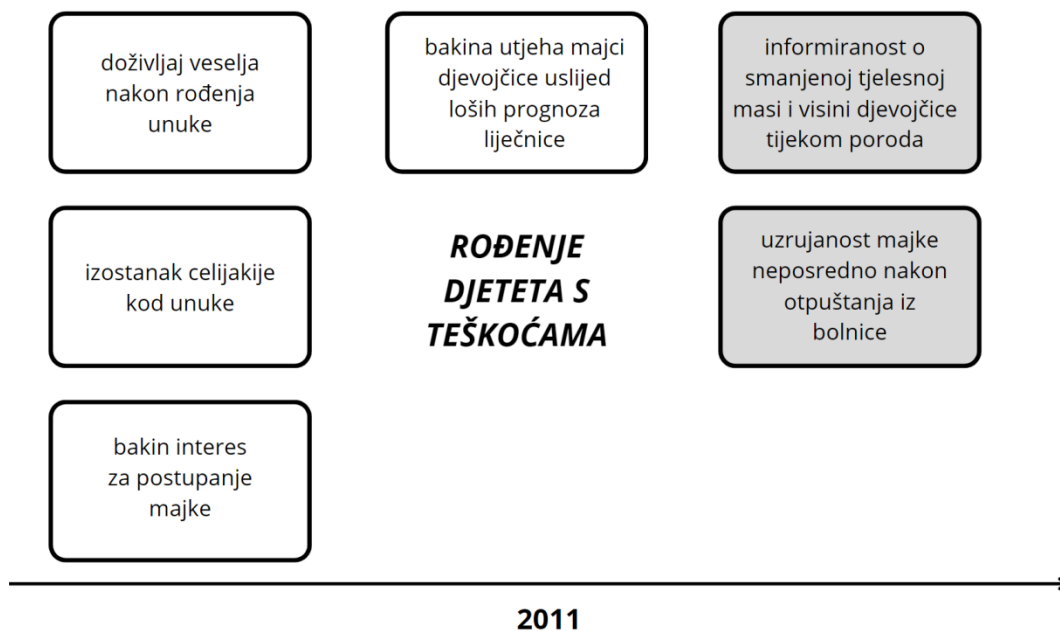 doživljaj veselja
nakon rođenja
unuke
bakina utjeha majci
djevojčice uslijed
loših prognoza
liječnice
informiranost o
smanjenoj tjelesnoj
masi i visini djevojčice
tijekom poroda
izostanak celijakije
kod unuke
ROĐENJE
DJETETA S
TEŠKOĆAMA
uzrujanost majke
neposredno nakon
otpuštanja iz
bolnice
bakin interes
za postupanje
majke
2011